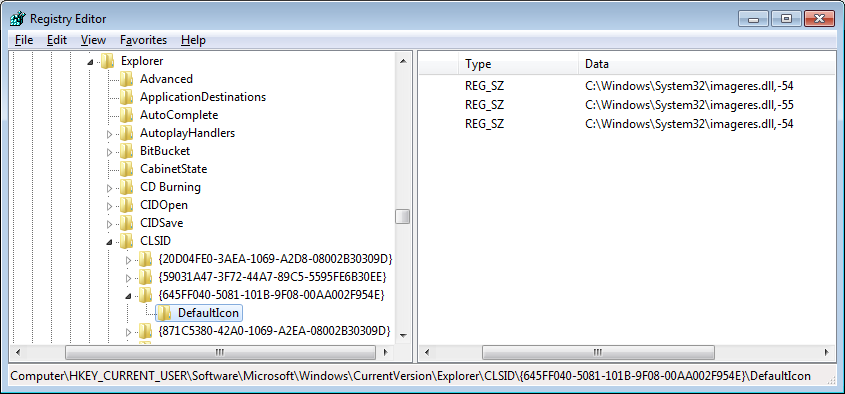 Registry Editor
File Edit View Favorites Help
Explorer
Advanced
ApplicationDestinations
AutoComplete
AutoplayHandlers
BitBucket
CabinetState
CD Burning
CIDOpen
CIDSave
CLSID
{20D04FE0-3AEA-1069-A2D8-08002B30309D}
{59031A47-3F72-44A7-89C5-5595FE6B30EE}
{645FF040-5081-101B-9F08-00AA002F954E}
DefaultIcon
{871C5380-42A0-1069-A2EA-08002B30309D}
Type Data
REG_SZ C:\Windows\System32\imageres.dll,-54
REG_SZ C:\Windows\System32\imageres.dll,-55
REG_SZ C:\Windows\System32\imageres.dll,-54
Computer\HKEY_CURRENT_USER\Software\Microsoft\Windows\CurrentVersion\Explorer\CLSID\{645FF040-5081-101B-9F08-00AA002F954E}\DefaultIcon